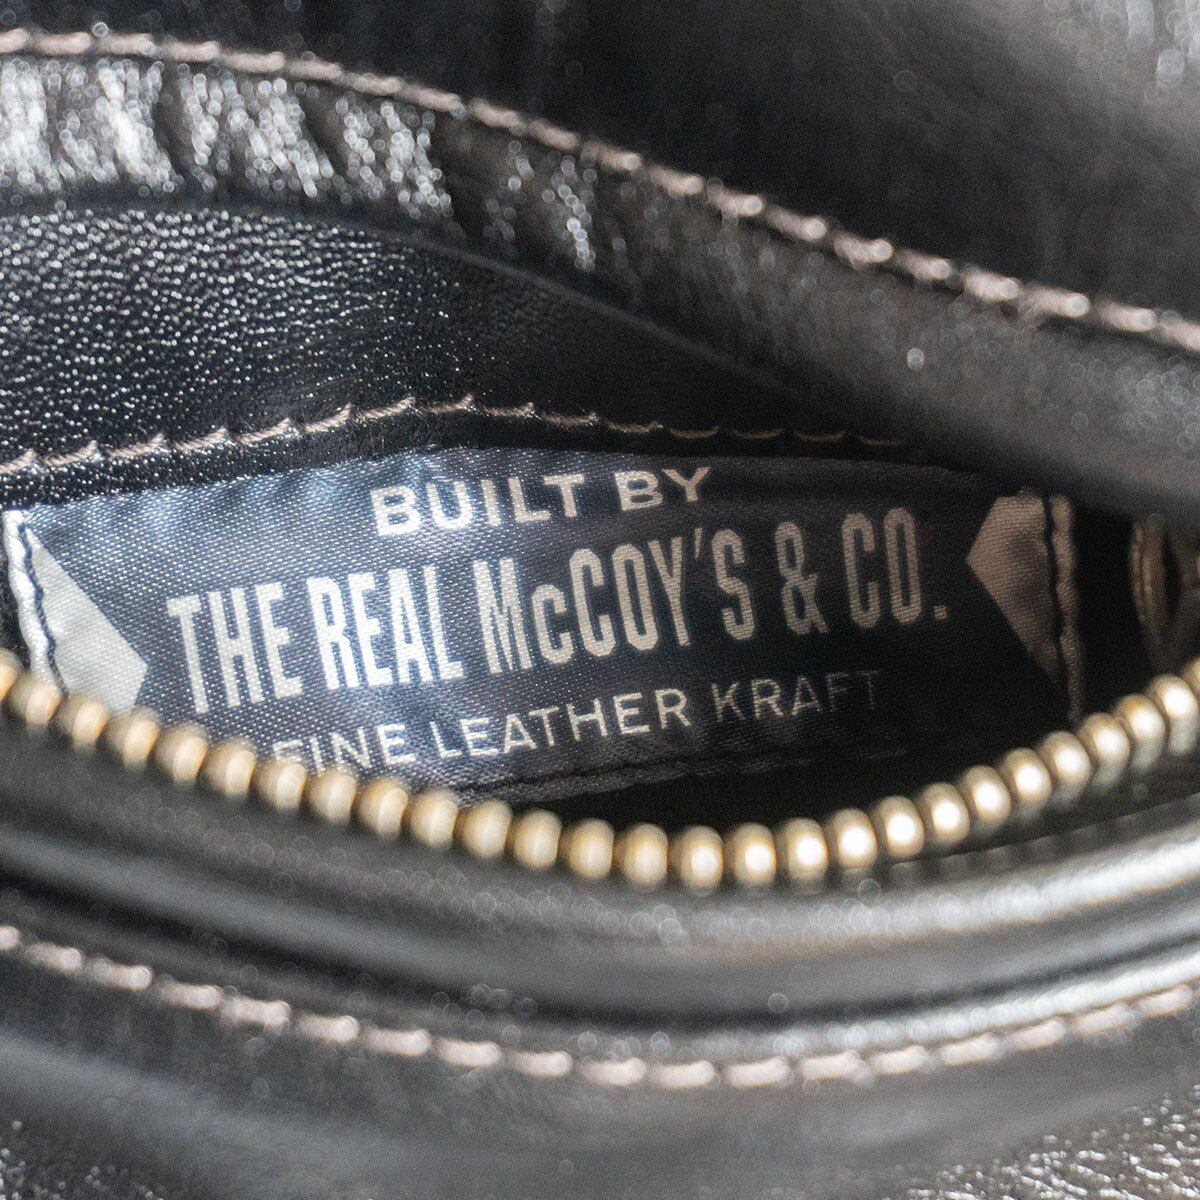 BUILT BY
THE REAL McCOY'S & CO.
FINE LEATHER KRAFT